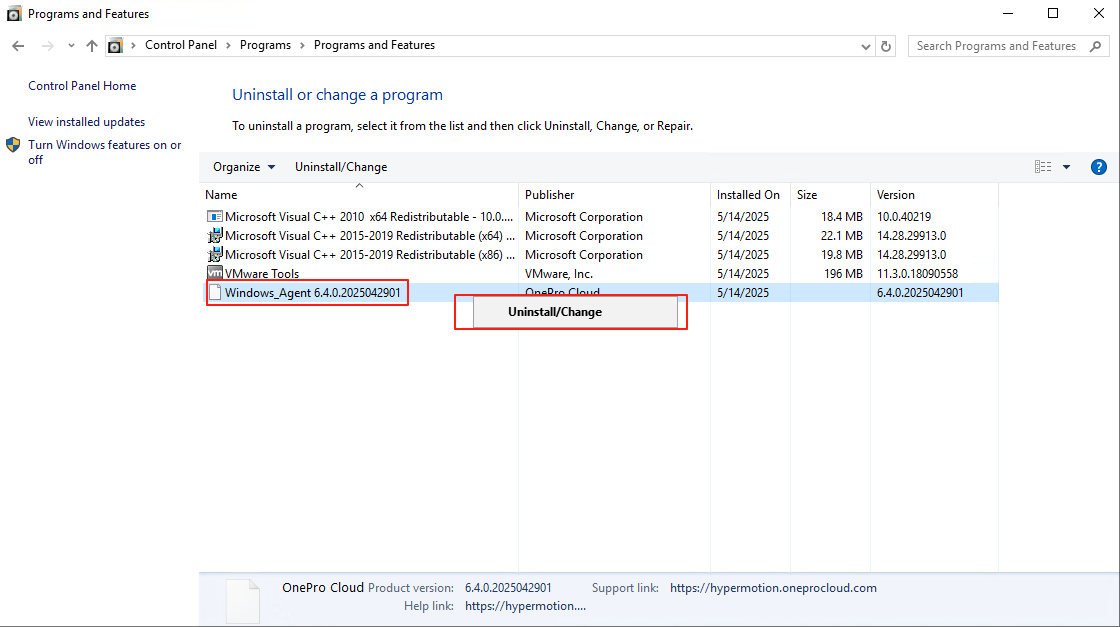 Programs and Features
Control Panel > Programs > Programs and Features
Search Programs and Features
Control Panel Home
View installed updates
Turn Windows features on or
off
Uninstall or change a program
To uninstall a program, select it from the list and then click Uninstall, Change, or Repair.
Organize Uninstall/Change
Name Publisher Installed On Size Version
Microsoft Visual C++ 2010 x64 Redistributable - 10.0.... Microsoft Corporation 5/14/2025 18.4 MB 10.0.40219
Microsoft Visual C++ 2015-2019 Redistributable (x64) ... Microsoft Corporation 5/14/2025 22.1 MB 14.28.29913.0
Microsoft Visual C++ 2015-2019 Redistributable (x86) ... Microsoft Corporation 5/14/2025 19.8 MB 14.28.29913.0
vm VMware Tools VMware, Inc. 5/14/2025 196 MB 11.3.0.18090558
Windows_Agent 6.4.0.2025042901 OnePro Cloud 5/14/2025 6.4.0.2025042901
Uninstall/Change
OnePro Cloud Product version: 6.4.0.2025042901 Support link: https://hypermotion.oneprocloud.com
Help link: https://hypermotion....